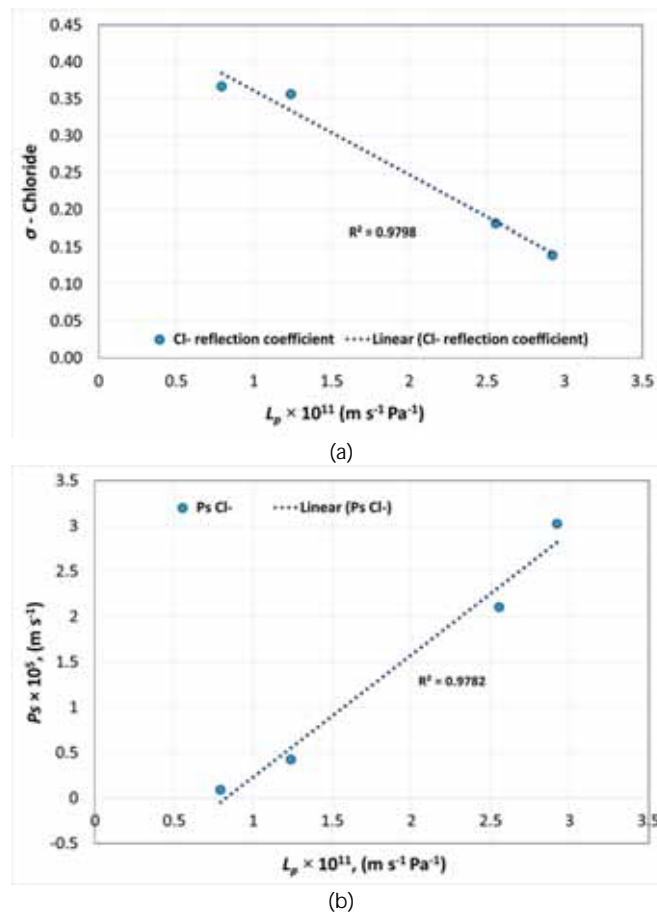 0.45
0.40
0.35
0.30
0.25
0.20
0.15
0.10
0.05
0.00
σ - Chloride
R² = 0.9798
Cl- reflection coefficient Linear (Cl- reflection coefficient)
0 0.5 1 1.5 2 2.5 3 3.5
Lₚ × 10¹¹ (m s⁻¹ Pa⁻¹)
(a)
3.5
3
2.5
2
1.5
1
0.5
0
-0.5
Ps × 10⁵, (m s⁻¹)
Ps Cl- Linear (Ps Cl-)
R² = 0.9782
0 0.5 1 1.5 2 2.5 3 3.5
Lₚ × 10¹¹, (m s⁻¹ Pa⁻¹)
(b)